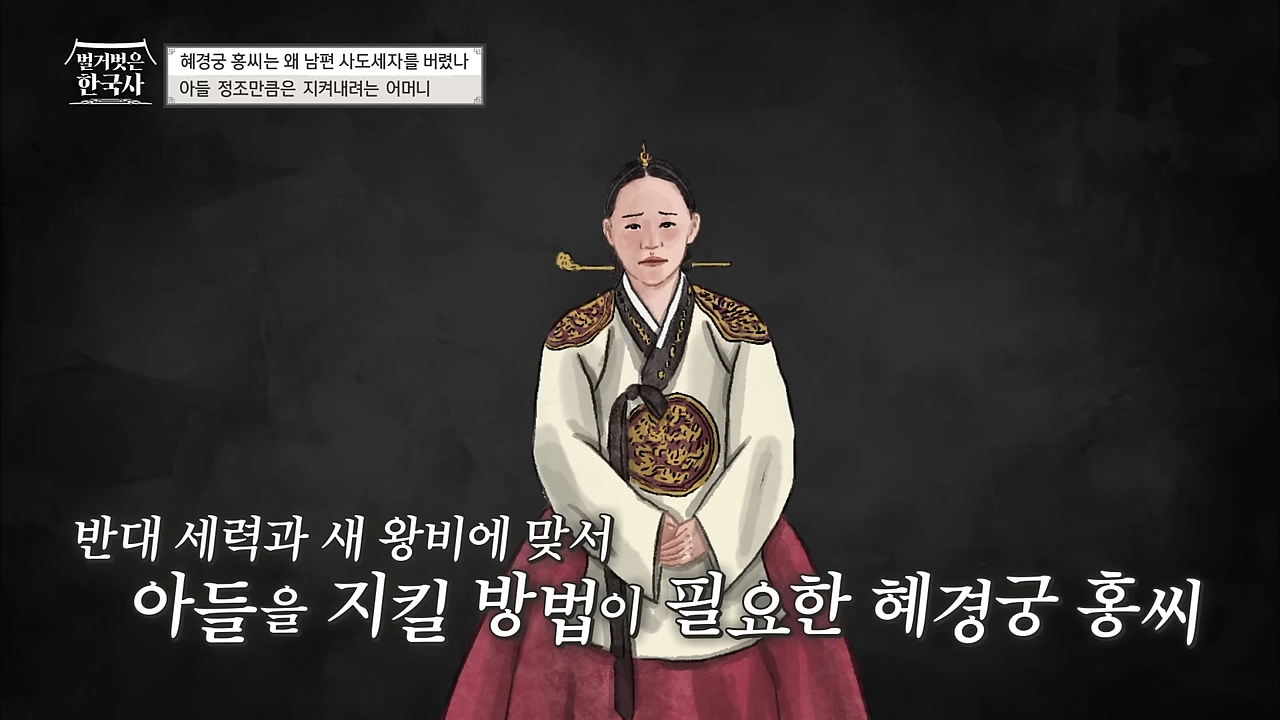 벌거벗은
한국사
혜경궁 홍씨는 왜 남편 사도세자를 버렸나
아들 정조만큼은 지켜내려는 어머니
반대 세력과 새 왕비에 맞서
아들을 지킬 방법이 필요한 혜경궁 홍씨